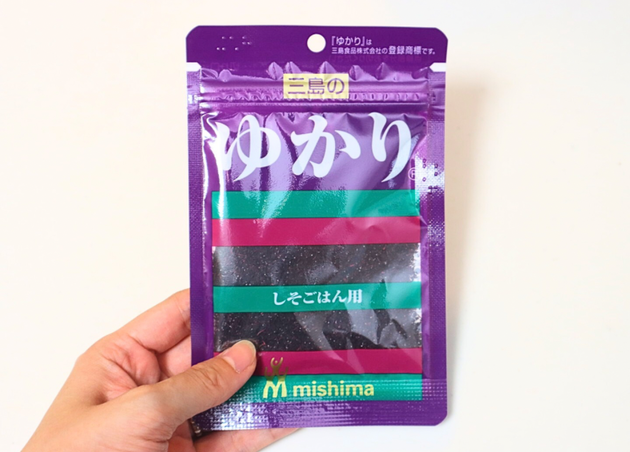 『ゆかり』は
三島食品株式会社の登録商標です。
三島の
ゆかり®
しそごはん用
mishima